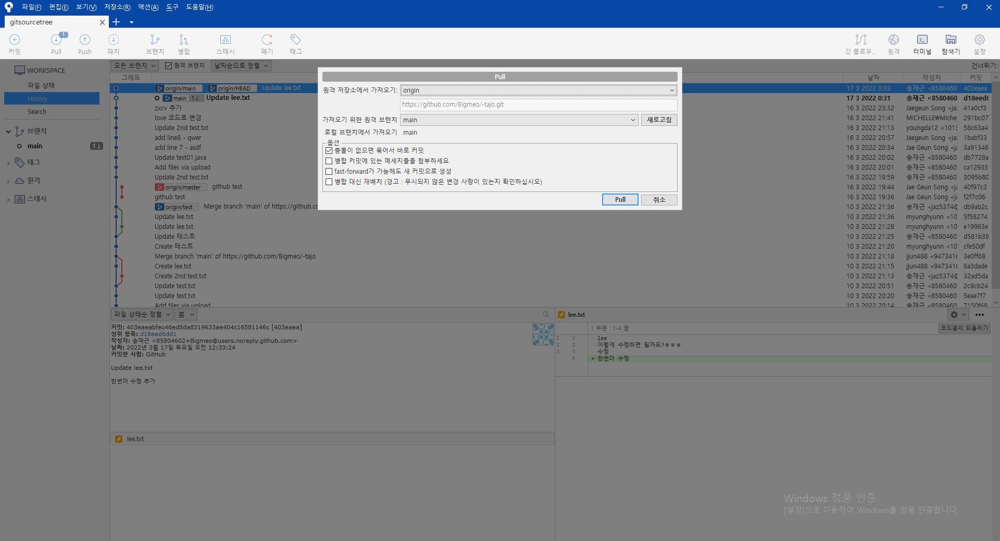 파일(F) 편집(E) 보기(V) 저장소(R) 액션(A) 도구 도움말(H)
gitsourcetree
1
커밋 Pull Push 패치 브랜치 병합 스태시 폐기 태그 깃 플로우... 원격 터미널 탐색기 설정
WORKSPACE
파일 상태
History
Search
브랜치
main 1↓
태그
원격
스태시
모든 브랜치 원격 브랜치 날짜순으로 정렬 건너뛰기:
그래프 날짜 작성자 커밋
origin/main origin/HEAD Update lee.txt 17 3 2022 0:33 송재근 <8580460 403eaea
main 1↓ Update lee.txt 17 3 2022 0:31 송재근 <8580460 d18eed6
zxcv 추가 16 3 2022 23:32 Jaegeun Song <jaz 41a0cf3
love 코드로 변경 16 3 2022 21:41 MICHELLE₩Miche 291bc07
Update 2nd test.txt 16 3 2022 21:13 youngda12 <1013 58c63a4
add line8 - qwer 16 3 2022 20:57 Jaegeun Song <ja 1babf33
add line 7 - asdf 16 3 2022 20:34 Jae Geun Song <ja 3a91346
Update test01.java 16 3 2022 20:02 송재근 <8580460 db7728a
Add files via upload 16 3 2022 20:01 송재근 <8580460 ca12933
Update 2nd test.txt 16 3 2022 19:59 송재근 <8580460 3095b80
origin/master github test 16 3 2022 19:44 Jae Geun Song <ja 40f97c3
github test 16 3 2022 19:36 Jae Geun Song <ja f2f7c06
origin/test Merge branch 'main' of https://github.co 10 3 2022 21:36 송재근 <jaz5374@ db9ab2c
Update lee.txt 10 3 2022 21:36 myunghyunn <10 5f58274
Update lee.txt 10 3 2022 21:28 myunghyunn <10 e19963e
Update 테스트 10 3 2022 21:25 송재근 <8580460 d581b38
Create 테스트 10 3 2022 21:20 myunghyunn <10 cfe50df
Merge branch 'main' of https://github.com/Bigmeo/-tajo 10 3 2022 21:18 jjun488 <9473416 3e0ff68
Create lee.txt 10 3 2022 21:15 jjun488 <9473416 6a3dade
Create 2nd test.txt 10 3 2022 21:13 송재근 <jaz5374@ 32ad5da
Update test.txt 10 3 2022 20:51 송재근 <8580460 2c8cb24
Update test.txt 10 3 2022 20:20 송재근 <8580460 5eae7f7
Add files via upload 10 3 2022 20:14 송재근 <8580460 7150f68
Pull
원격 저장소에서 가져오기: origin
https://github.com/Bigmeo/-tajo.git
가져오기 위한 원격 브랜치 main 새로고침
로컬 브랜치에서 가져오기 main
옵션
충돌이 없으면 묶어서 바로 커밋
병합 커밋에 있는 메세지들을 첨부하세요
fast-forward가 가능해도 새 커밋으로 생성
병합 대신 재배치 (경고 : 푸시되지 않은 변경 사항이 있는지 확인하십시오)
Pull 취소
파일 상태순 정렬
커밋: 403eaeabfec46ed8da8319633ae404c16581146c [403eaea]
상위 항목: d18eed6dd1
작성자: 송재근 <85804602+Bigmeo@users.noreply.github.com>
날짜: 2022년 3월 17일 목요일 오전 12:33:24
커밋한 사람: GitHub
Update lee.txt
한번더 수정 추가
lee.txt
lee.txt
1 부분 : 1-4 줄 코드뭉치 되돌리기
1 1 lee
2 2 이렇게 수정하면 될까요?ㅎㅎㅎ
3 3 수정
4 + 한번더 수정
Windows 정품 인증
[설정]으로 이동하여 Windows를 정품 인증합니다.